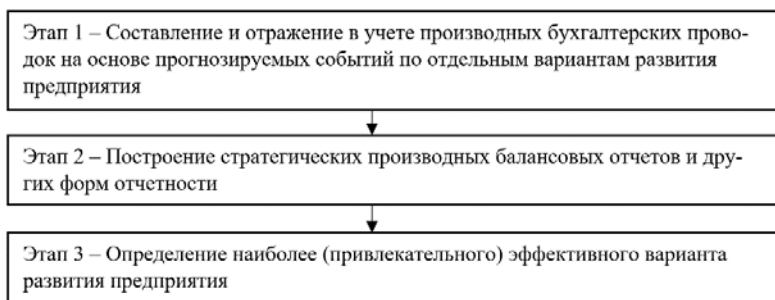 Этап 1 – Составление и отражение в учете производных бухгалтерских прово-
док на основе прогнозируемых событий по отдельным вариантам развития
предприятия
Этап 2 – Построение стратегических производных балансовых отчетов и дру-
гих форм отчетности
Этап 3 – Определение наиболее (привлекательного) эффективного варианта
развития предприятия